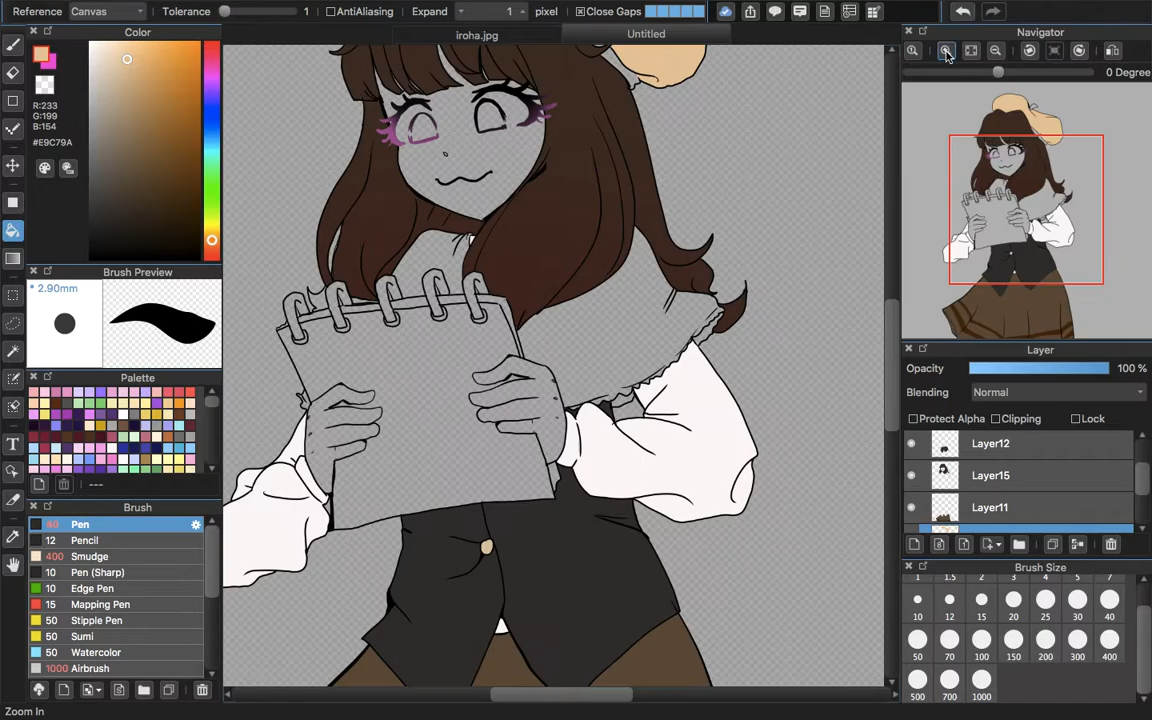 Reference Canvas Tolerance 1 AntiAliasing Expand 1 pixel Close Gaps
Color
iroha.jpg
Untitled
Navigator
0 Degree
R:233
G:199
B:154
#E9C79A
Brush Preview
* 2.90mm
Palette
---
Brush
40 Pen
12 Pencil
400 Smudge
10 Pen (Sharp)
10 Edge Pen
15 Mapping Pen
50 Stipple Pen
50 Sumi
50 Watercolor
1000 Airbrush
Layer
Opacity 100 %
Blending Normal
Protect Alpha Clipping Lock
Layer12
Layer15
Layer11
Brush Size
1 1.5 2 3 4 5 7
10 12 15 20 30 40
50 70 100 150 200 300 400
500 700 1000
Zoom In